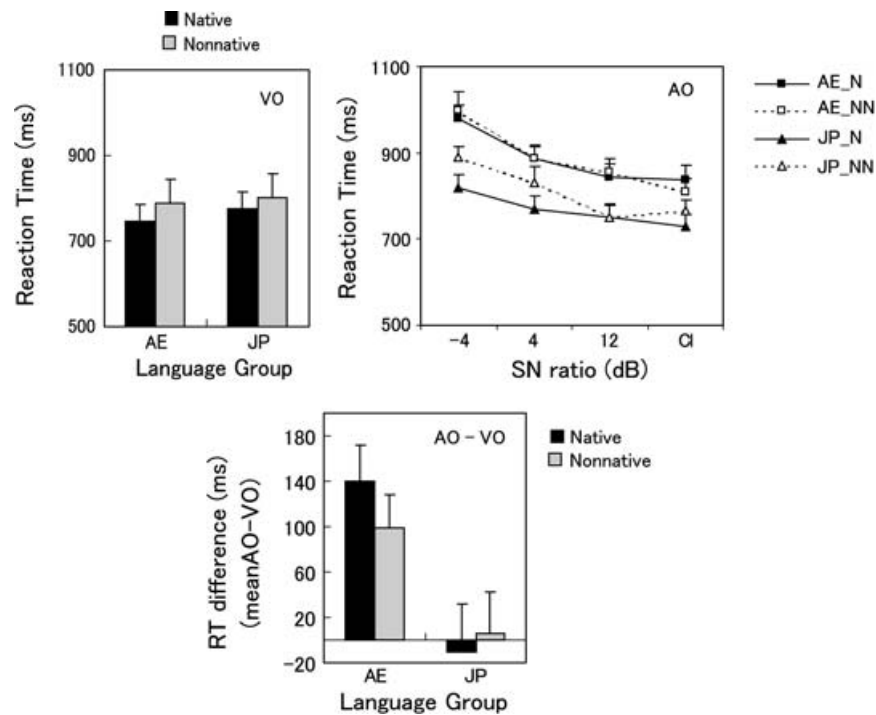 Native
Nonnative
1100
900
700
500
Reaction Time (ms)
VO
AE
JP
Language Group
1100
900
700
500
Reaction Time (ms)
AO
-4
4
12
Cl
SN ratio (dB)
AE_N
AE_NN
JP_N
JP_NN
180
140
100
60
20
-20
RT difference (ms)
(meanAO-VO)
AO - VO
AE
JP
Language Group
Native
Nonnative